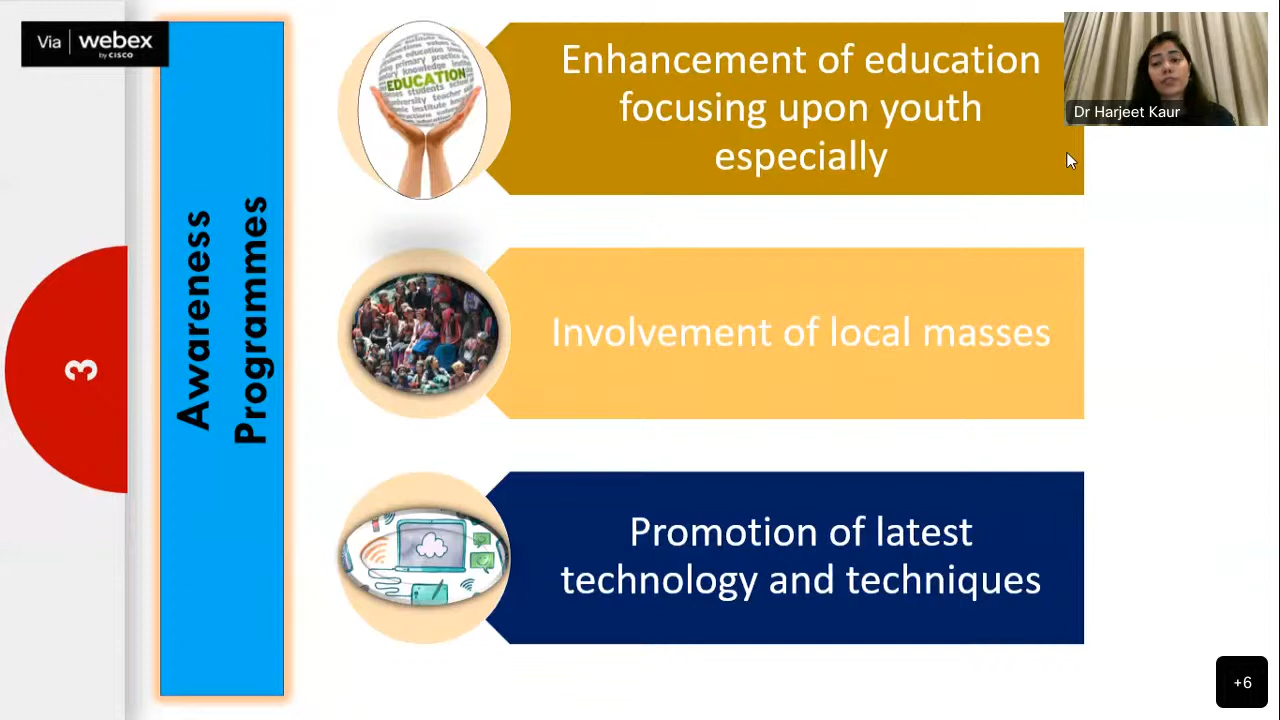 Via webex
by CISCO
3
Awareness
Programmes
EDUCATION
Enhancement of education
focusing upon youth
especially
Involvement of local masses
Promotion of latest
technology and techniques
Dr Harjeet Kaur
+6